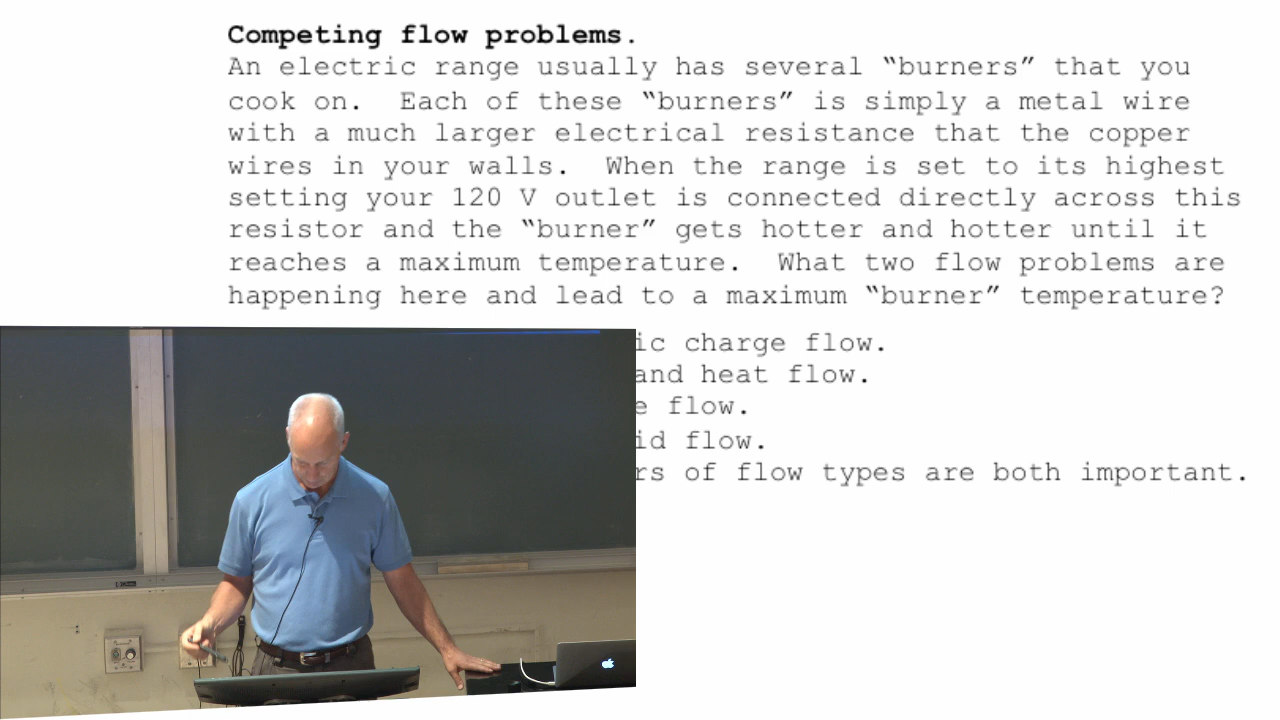 Competing flow problems.
An electric range usually has several “burners” that you
cook on. Each of these “burners” is simply a metal wire
with a much larger electrical resistance that the copper
wires in your walls. When the range is set to its highest
setting your 120 V outlet is connected directly across this
resistor and the “burner” gets hotter and hotter until it
reaches a maximum temperature. What two flow problems are
happening here and lead to a maximum “burner” temperature?
ic charge flow.
and heat flow.
e flow.
id flow.
rs of flow types are both important.